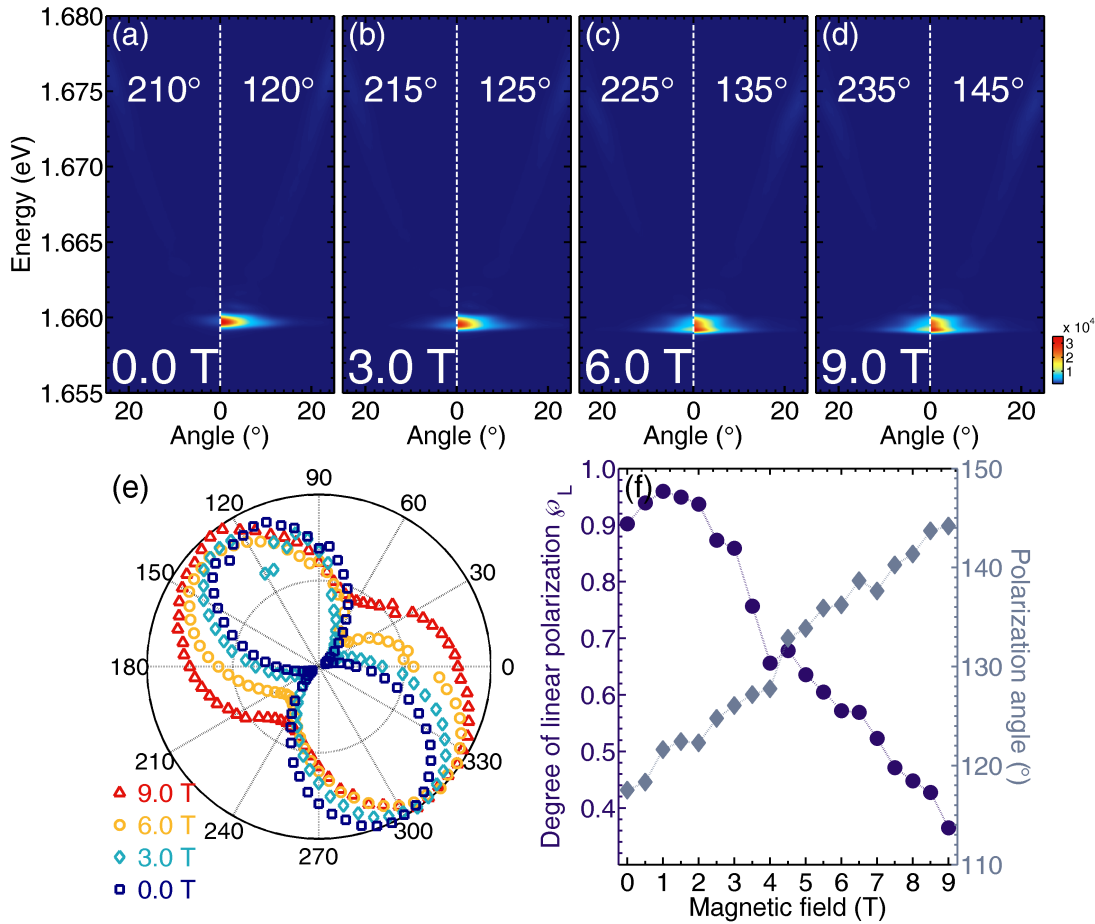 (a) (b) (c) (d)
210° 120° 215° 125° 225° 135° 235° 145°
0.0 T 3.0 T 6.0 T 9.0 T
Energy (eV)
1.680
1.675
1.670
1.665
1.660
1.655
x 10⁴
3
2
1
20 0 20 20 0 20 20 0 20 20 0 20
Angle (°) Angle (°) Angle (°) Angle (°)
(e)
90
120 60
150 30
180 0
210 330
240 300
270
9.0 T
6.0 T
3.0 T
0.0 T
(f)
Degree of linear polarization ℘L
1.0
0.9
0.8
0.7
0.6
0.5
0.4
Polarization angle (°)
150
140
130
120
110
0 1 2 3 4 5 6 7 8 9
Magnetic field (T)